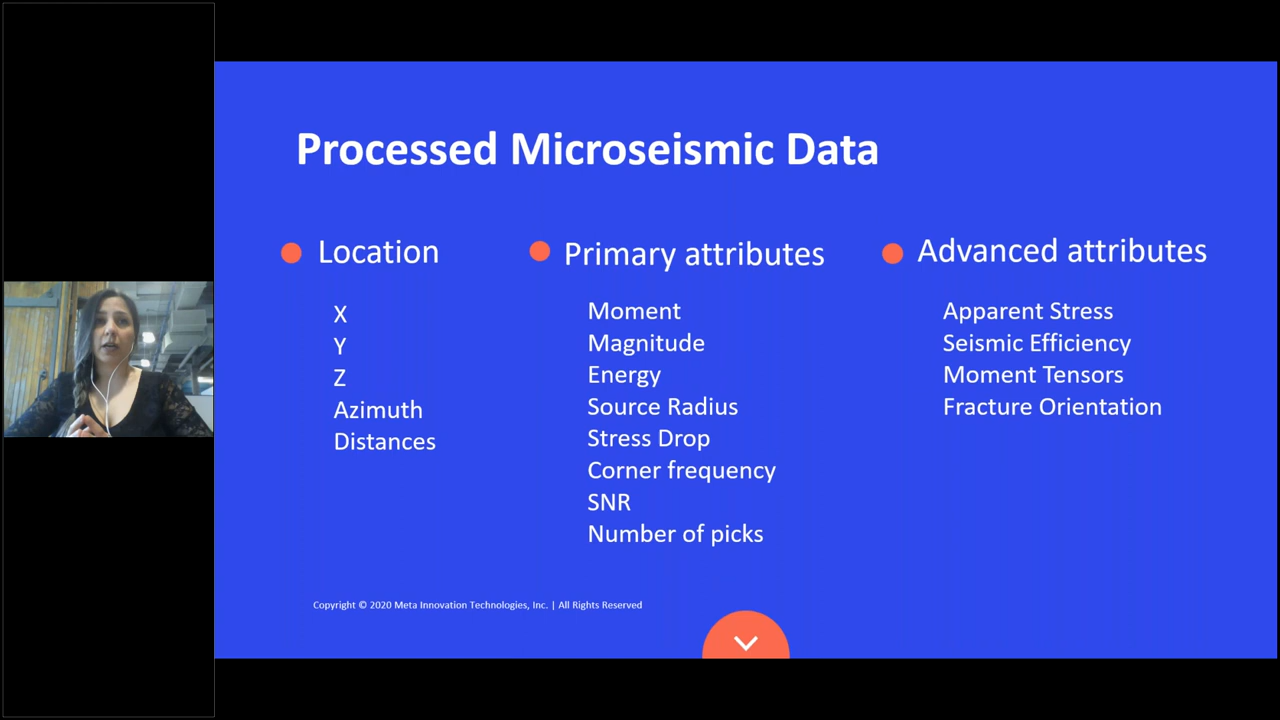 Processed Microseismic Data
Location
X
Y
Z
Azimuth
Distances
Primary attributes
Moment
Magnitude
Energy
Source Radius
Stress Drop
Corner frequency
SNR
Number of picks
Advanced attributes
Apparent Stress
Seismic Efficiency
Moment Tensors
Fracture Orientation
Copyright © 2020 Meta Innovation Technologies, Inc. | All Rights Reserved